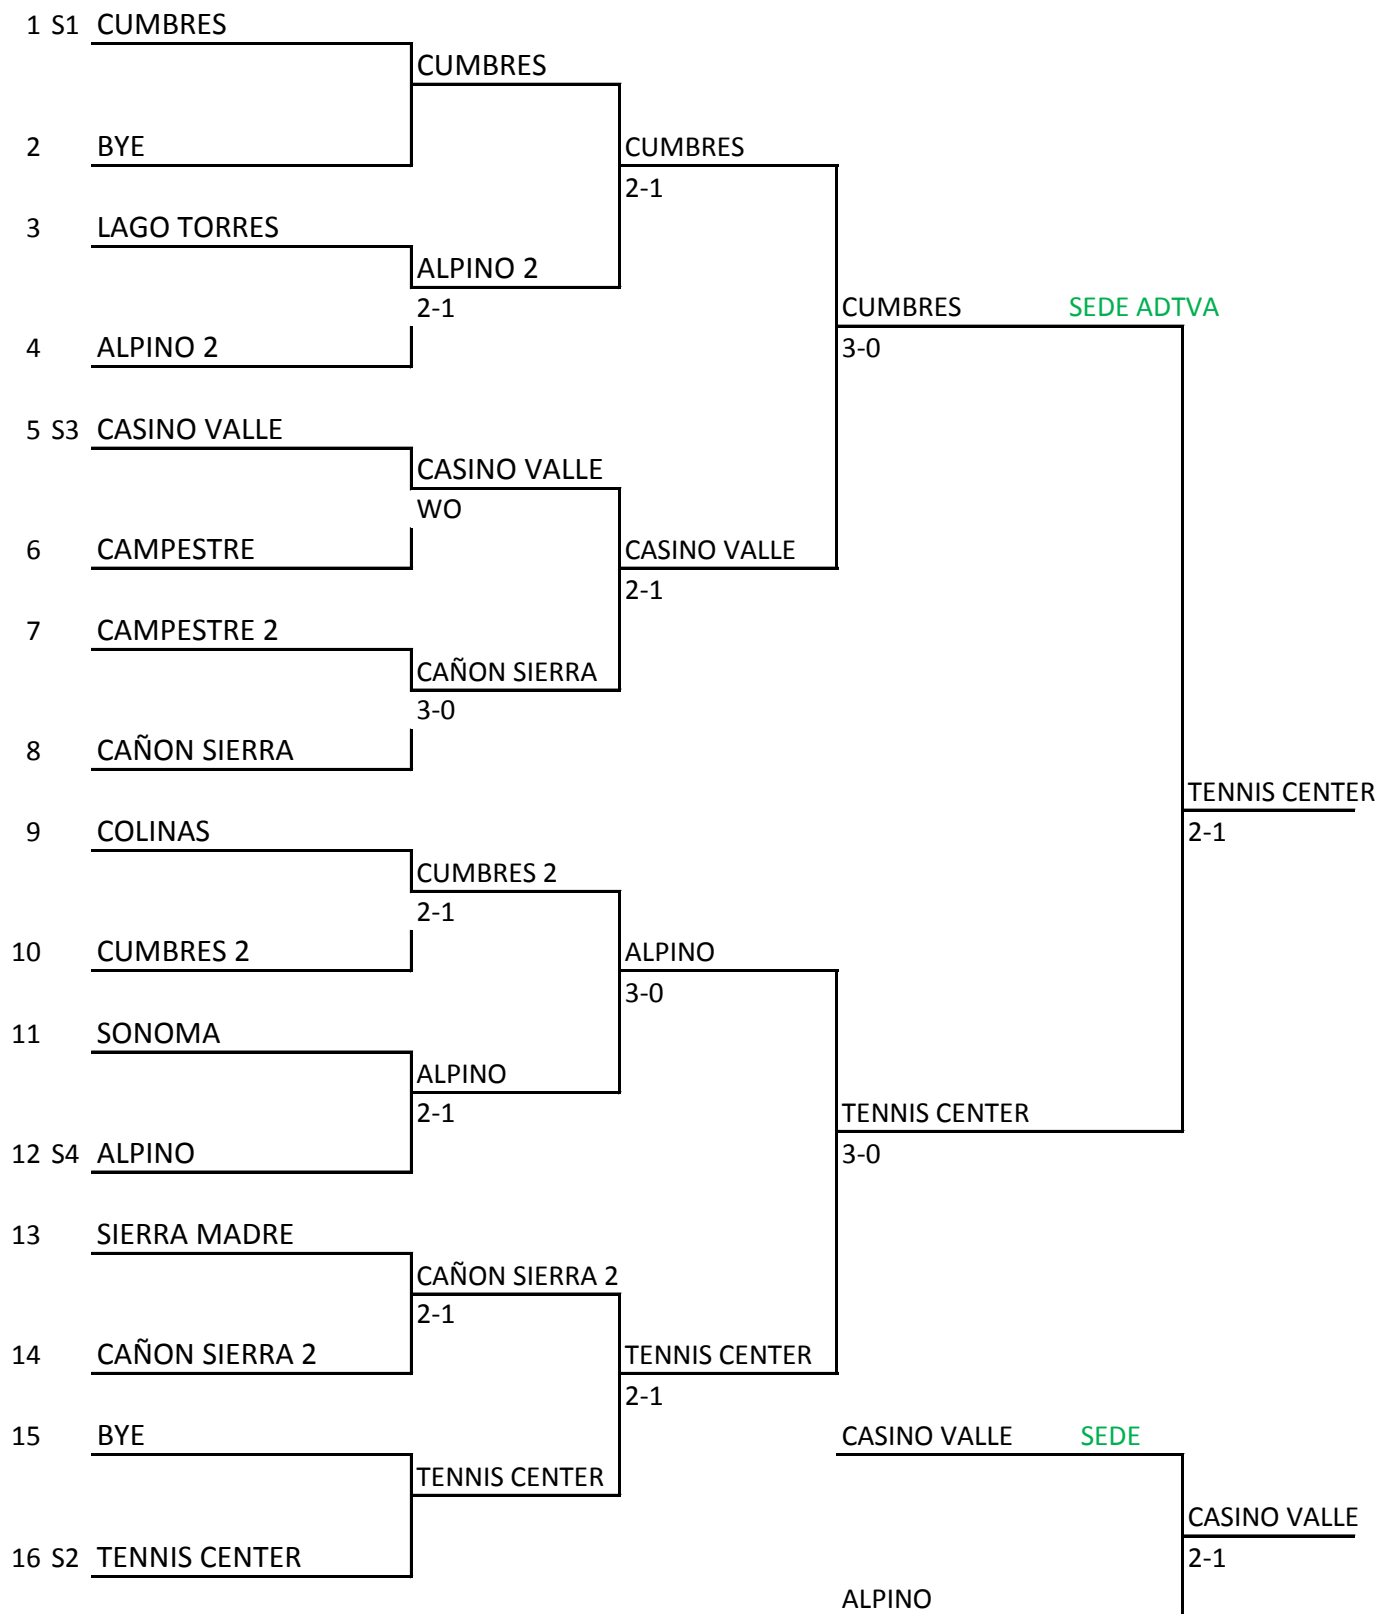 1 S1 CUMBRES
CUMBRES
2 BYE CUMBRES
2-1
3 LAGO TORRES
ALPINO 2
2-1 CUMBRES SEDE ADTVA
4 ALPINO 2 3-0
5 S3 CASINO VALLE
CASINO VALLE
WO
6 CAMPESTRE CASINO VALLE
2-1
7 CAMPESTRE 2
CAÑON SIERRA
3-0
8 CAÑON SIERRA
TENNIS CENTER
9 COLINAS 2-1
CUMBRES 2
2-1
10 CUMBRES 2 ALPINO
3-0
11 SONOMA
ALPINO
2-1 TENNIS CENTER
12 S4 ALPINO 3-0
13 SIERRA MADRE
CAÑON SIERRA 2
2-1
14 CAÑON SIERRA 2 TENNIS CENTER
2-1
15 BYE CASINO VALLE SEDE
TENNIS CENTER
CASINO VALLE
16 S2 TENNIS CENTER 2-1
ALPINO